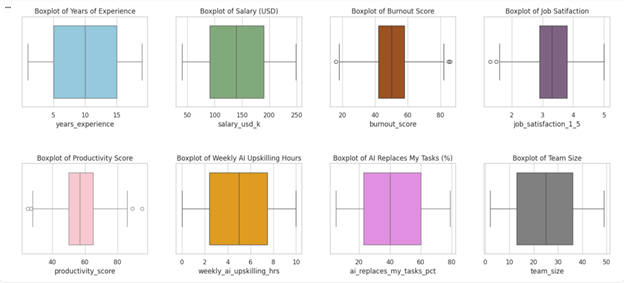 ...
Boxplot of Years of Experience
5 10 15
years_experience
Boxplot of Salary (USD)
50 100 150 200 250
salary_usd_k
Boxplot of Burnout Score
20 40 60 80
burnout_score
Boxplot of Job Satifaction
2 3 4 5
job_satisfaction_1_5
Boxplot of Productivity Score
40 60 80
productivity_score
Boxplot of Weekly AI Upskilling Hours
0 2 4 6 8 10
weekly_ai_upskilling_hrs
Boxplot of AI Replaces My Tasks (%)
20 40 60 80
ai_replaces_my_tasks_pct
Boxplot of Team Size
0 10 20 30 40 50
team_size